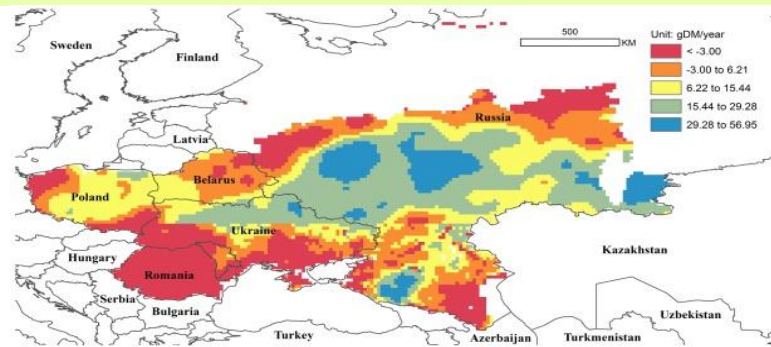 Sweden
Finland
500
KM
Unit: gDM/year
< -3.00
-3.00 to 6.21
6.22 to 15.44
15.44 to 29.28
29.28 to 56.95
Russia
Latvia
Belarus
Poland
Ukraine
Kazakhstan
Hungary
Romania
Serbia
Bulgaria
Uzbekistan
Turkey
Azerbaijan
Turkmenistan